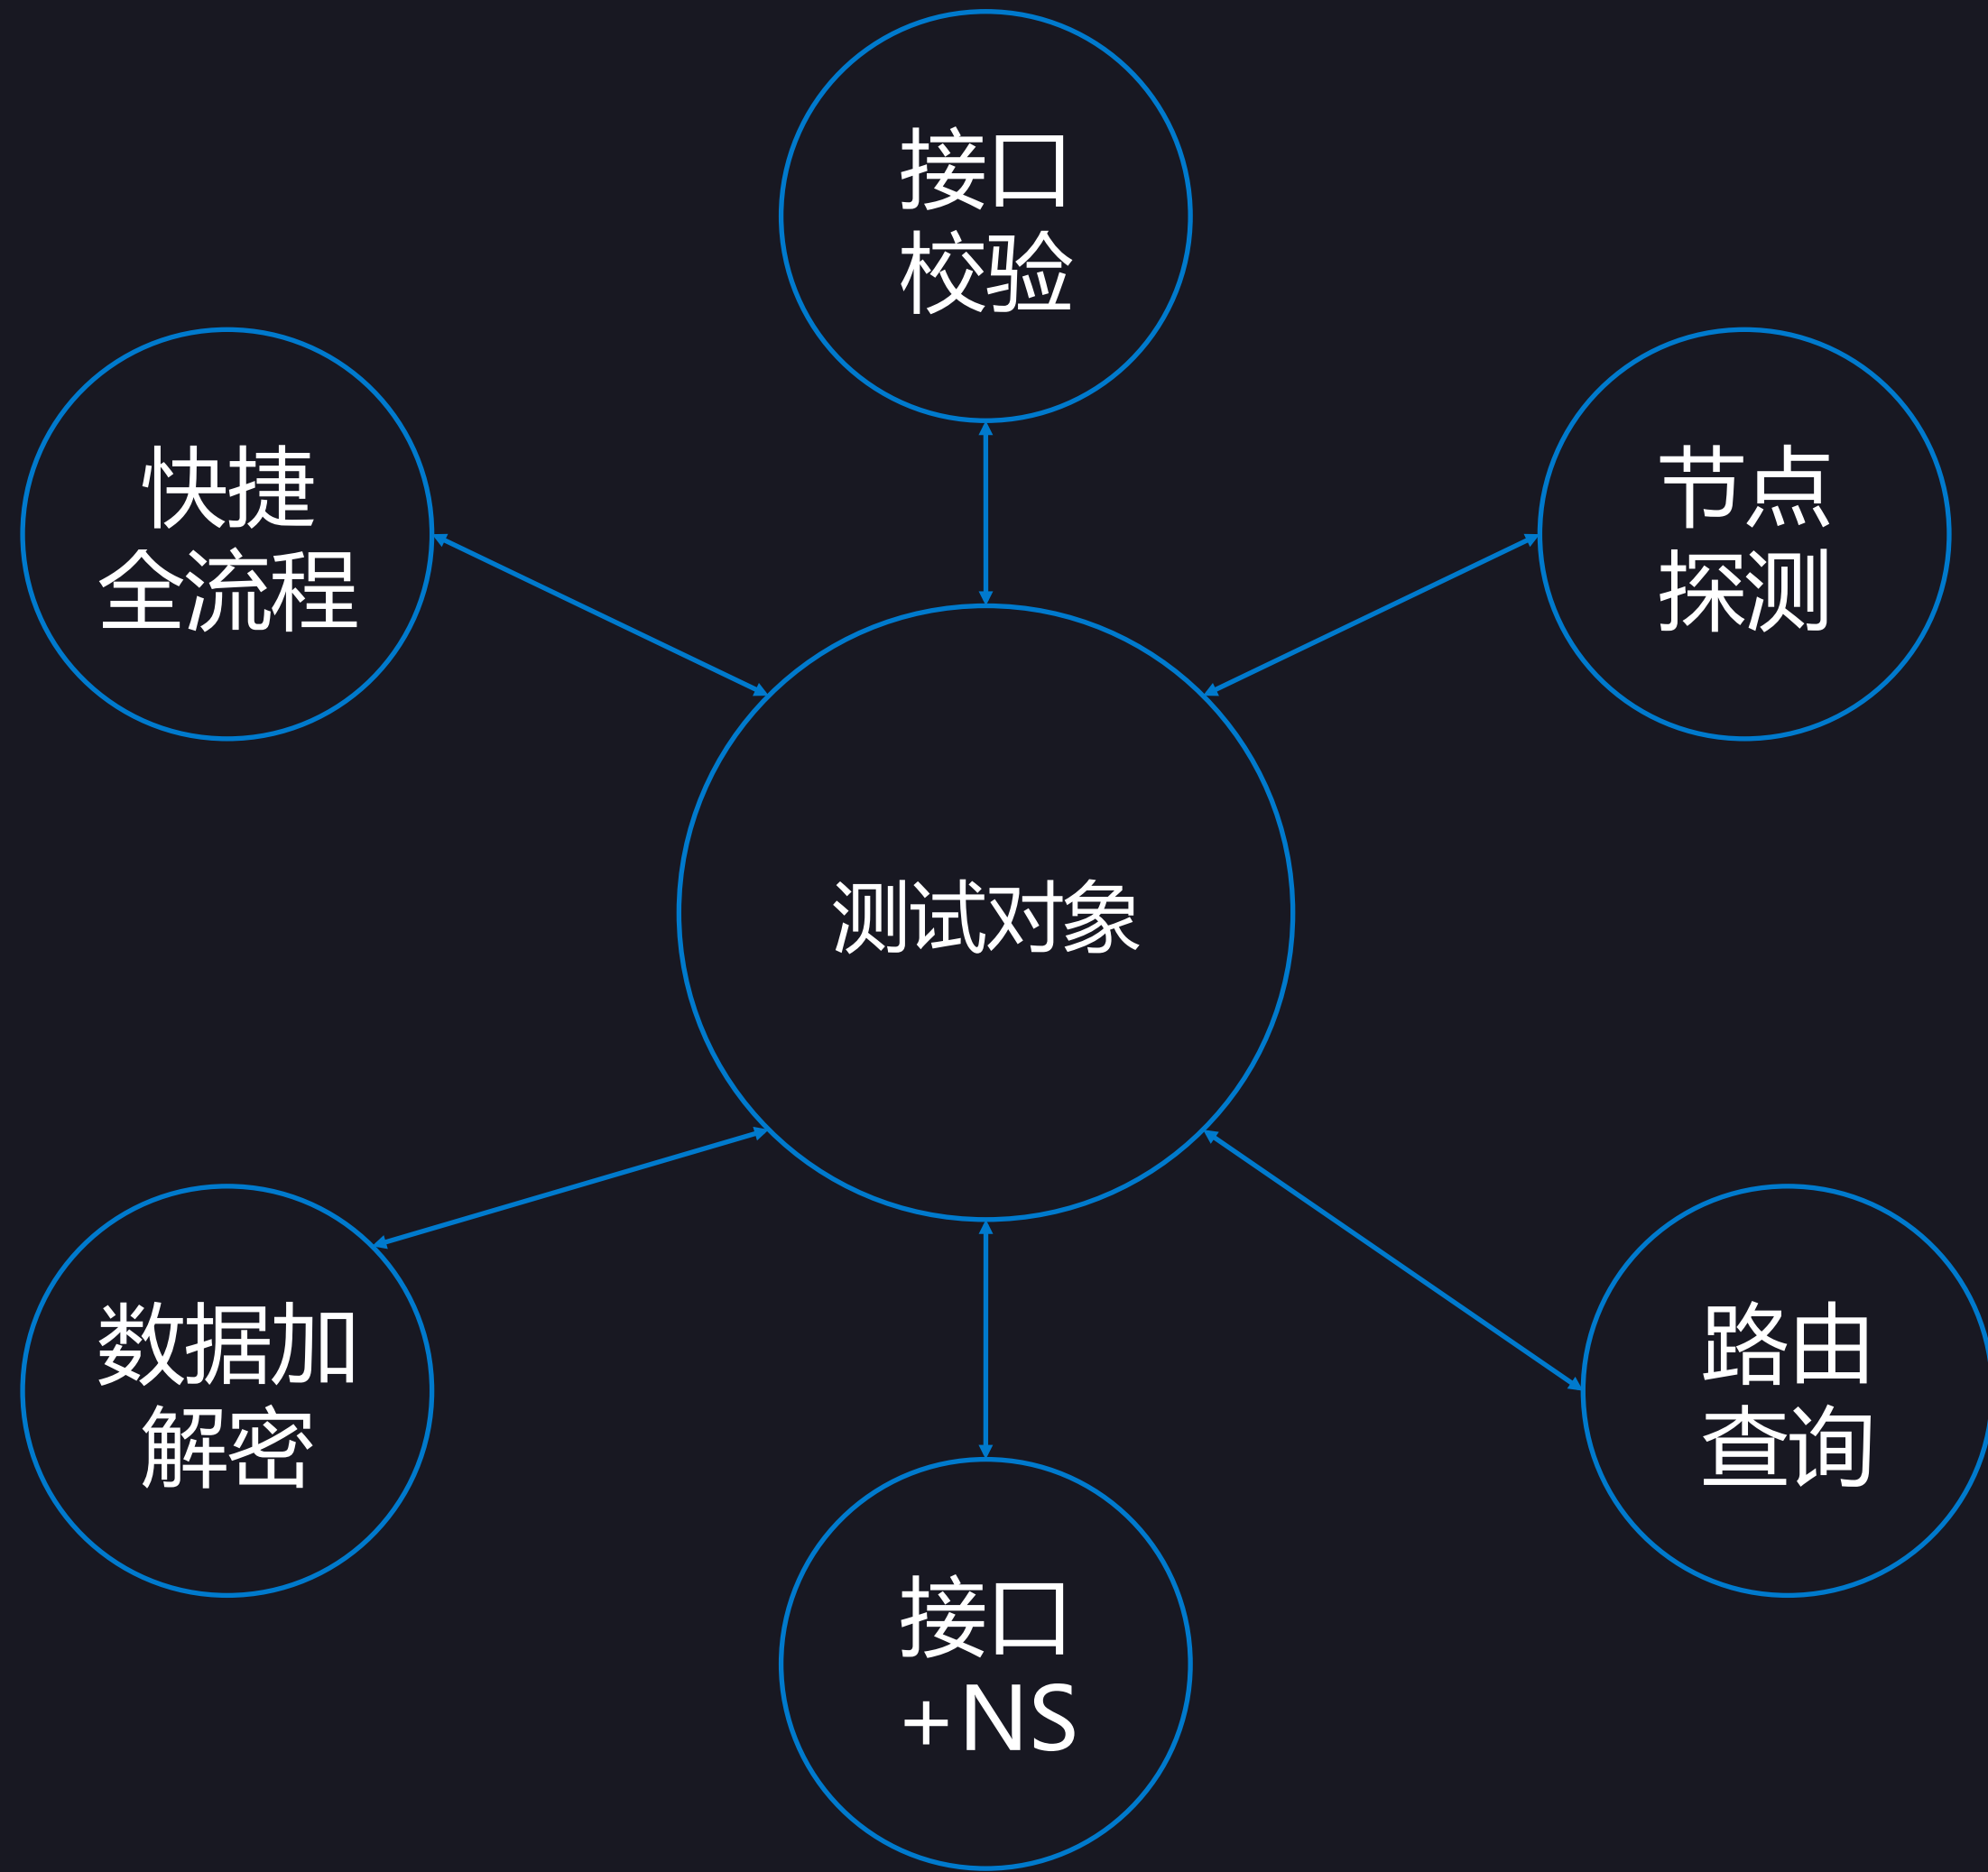 接口
校验
快捷
全流程
节点
探测
测试对象
数据加
解密
路由
查询
接口
+NS